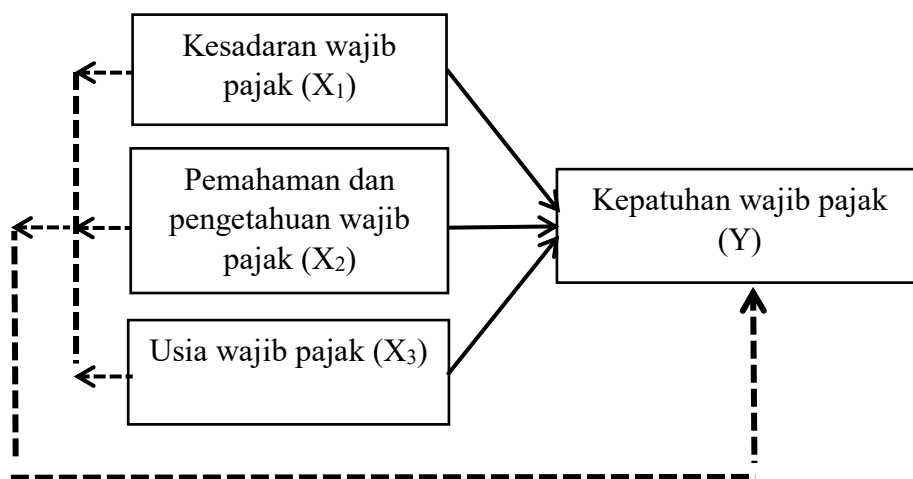 Kesadaran wajib
pajak (X₁)
Pemahaman dan
pengetahuan wajib
pajak (X₂)
Usia wajib pajak (X₃)
Kepatuhan wajib pajak
(Y)